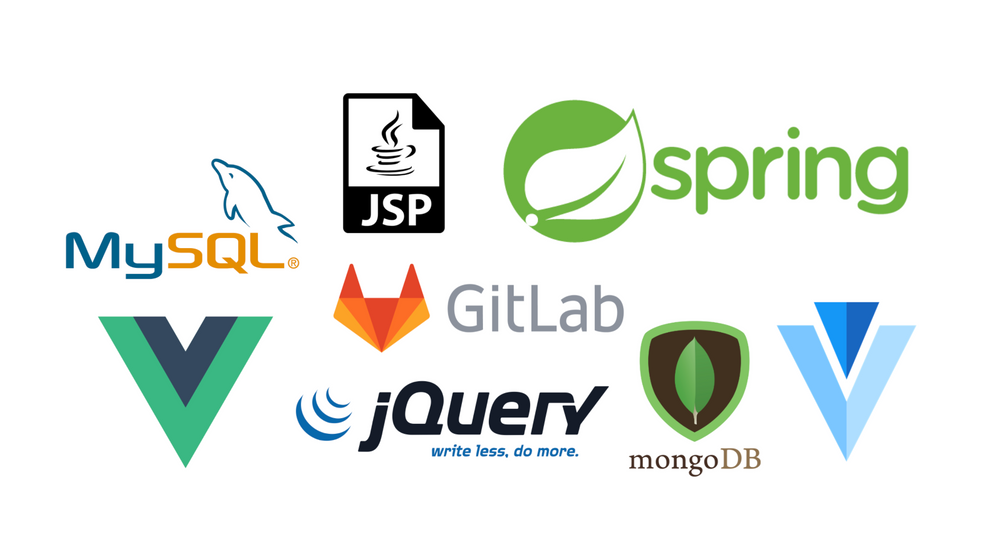 JSP
spring
MySQL®
GitLab
jQuery
write less, do more.
mongoDB